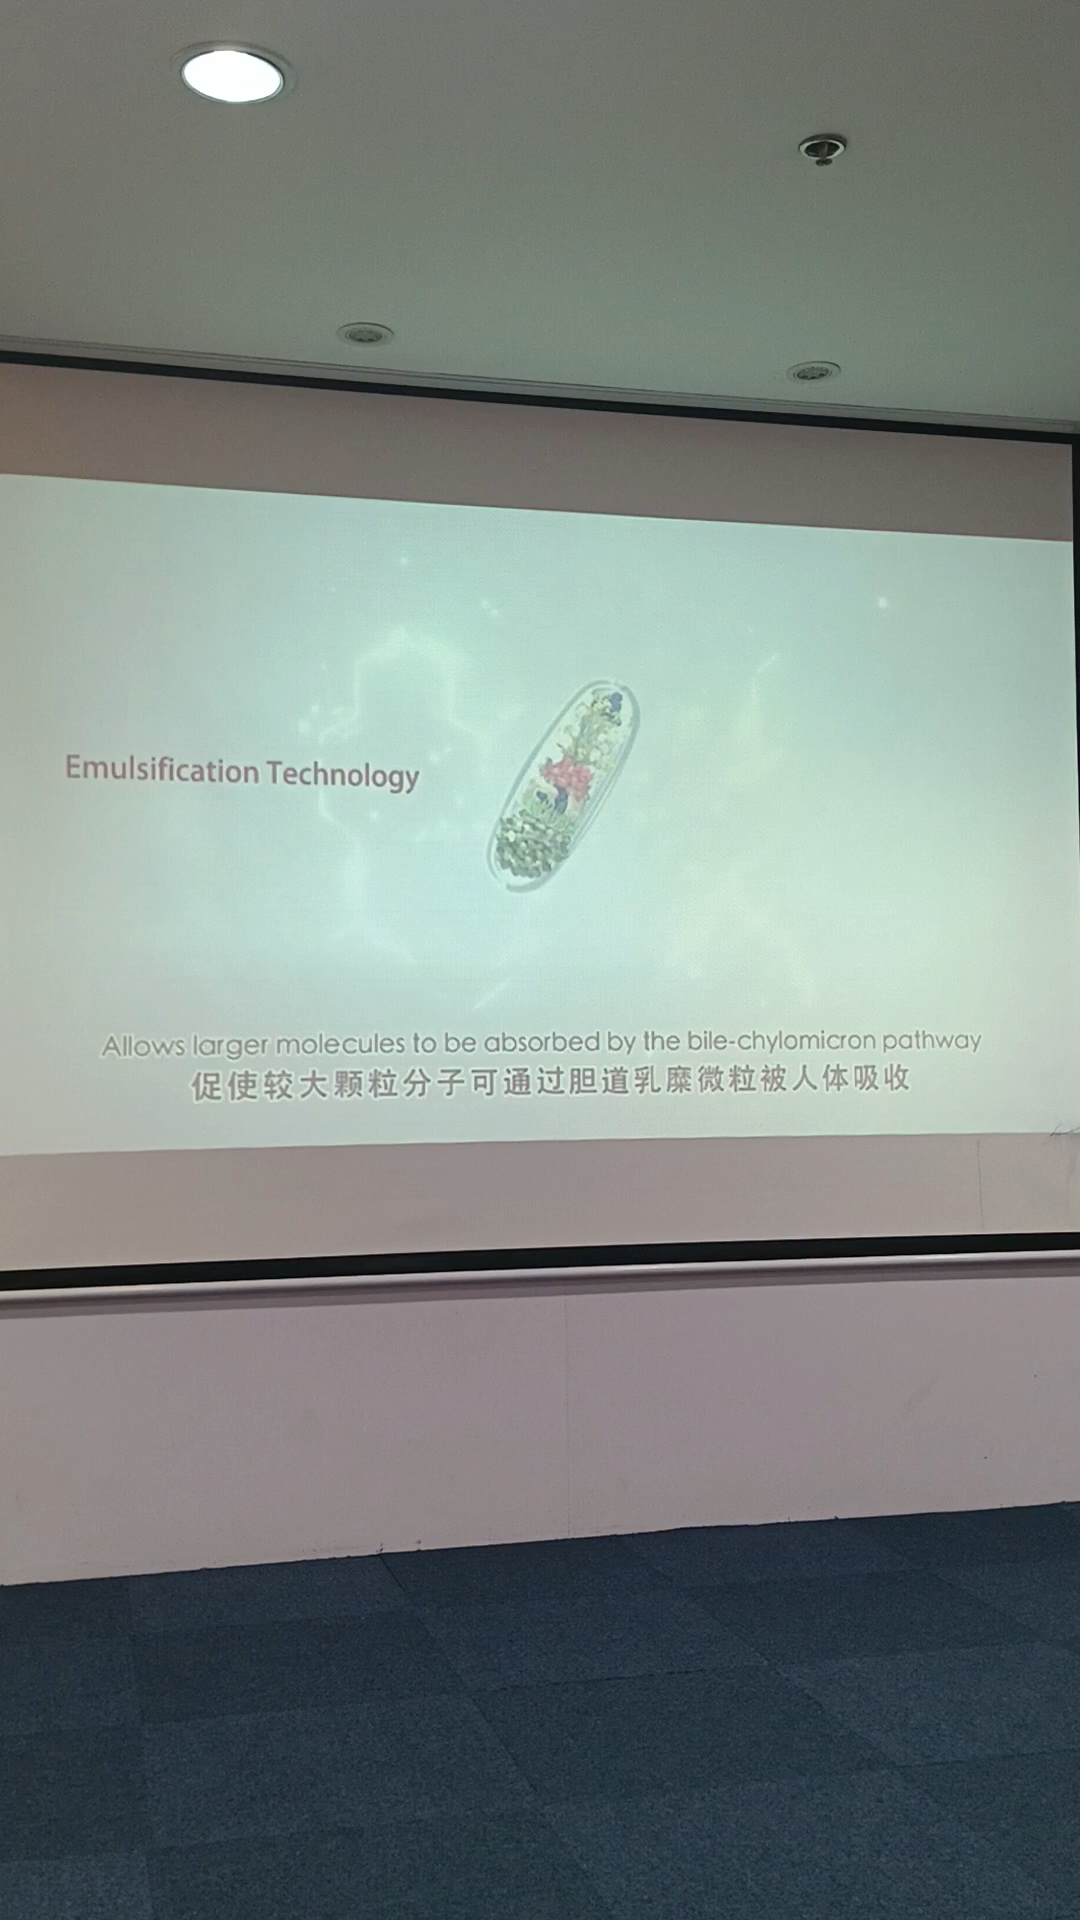 Emulsification Technology
Allows larger molecules to be absorbed by the bile-chylomicron pathway
促使较大颗粒分子可通过胆道乳糜微粒被人体吸收